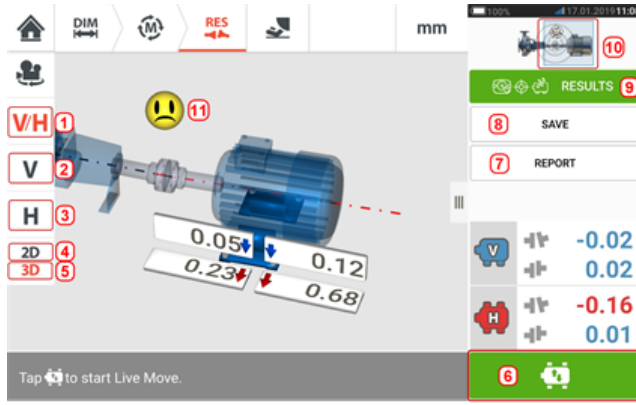 DIM
M
RES
mm
100%
17.01.2019 11:0
10
RESULTS
9
11
V/H
1
8
SAVE
V
2
7
REPORT
H
3
0.05
0.12
2D
4
3D
5
0.23
0.68
V
-0.02
0.02
H
-0.16
0.01
Tap to start Live Move.
6